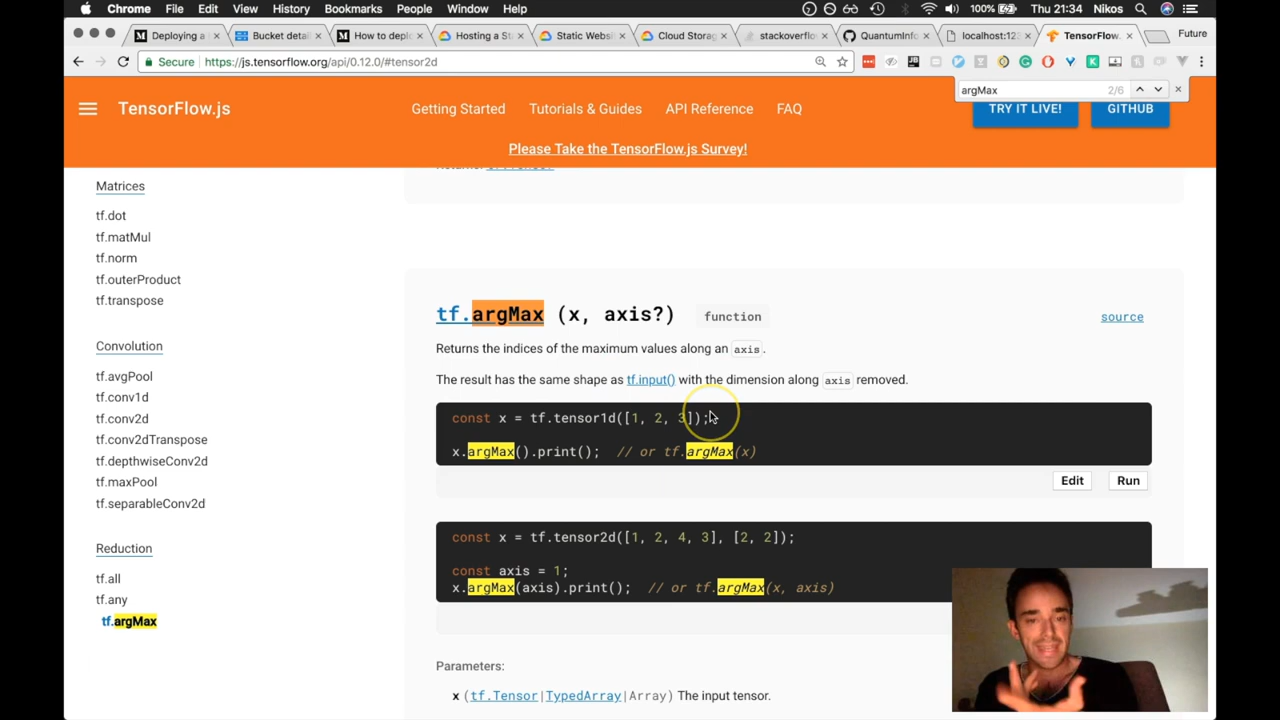 Chrome File Edit View History Bookmarks People Window Help 100% Thu 21:34 Nikos
Deploying a Bucket detai How to depl Hosting a St Static Websi Cloud Storag stackoverflo QuantumInfo localhost:12 TensorFlow. Future
Secure https://js.tensorflow.org/api/0.12.0/#tensor2d
argMax 2/6
TensorFlow.js Getting Started Tutorials & Guides API Reference FAQ TRY IT LIVE! GITHUB
Please Take the TensorFlow.js Survey!
Matrices
tf.dot
tf.matMul
tf.norm
tf.outerProduct
tf.transpose
Convolution
tf.avgPool
tf.conv1d
tf.conv2d
tf.conv2dTranspose
tf.depthwiseConv2d
tf.maxPool
tf.separableConv2d
Reduction
tf.all
tf.any
tf.argMax
tf.argMax (x, axis?) function source
Returns the indices of the maximum values along an axis.
The result has the same shape as tf.input() with the dimension along axis removed.
const x = tf.tensor1d([1, 2, 3]);
x.argMax().print(); // or tf.argMax(x)
Edit Run
const x = tf.tensor2d([1, 2, 4, 3], [2, 2]);
const axis = 1;
x.argMax(axis).print(); // or tf.argMax(x, axis)
Parameters:
x (tf.Tensor|TypedArray|Array) The input tensor.